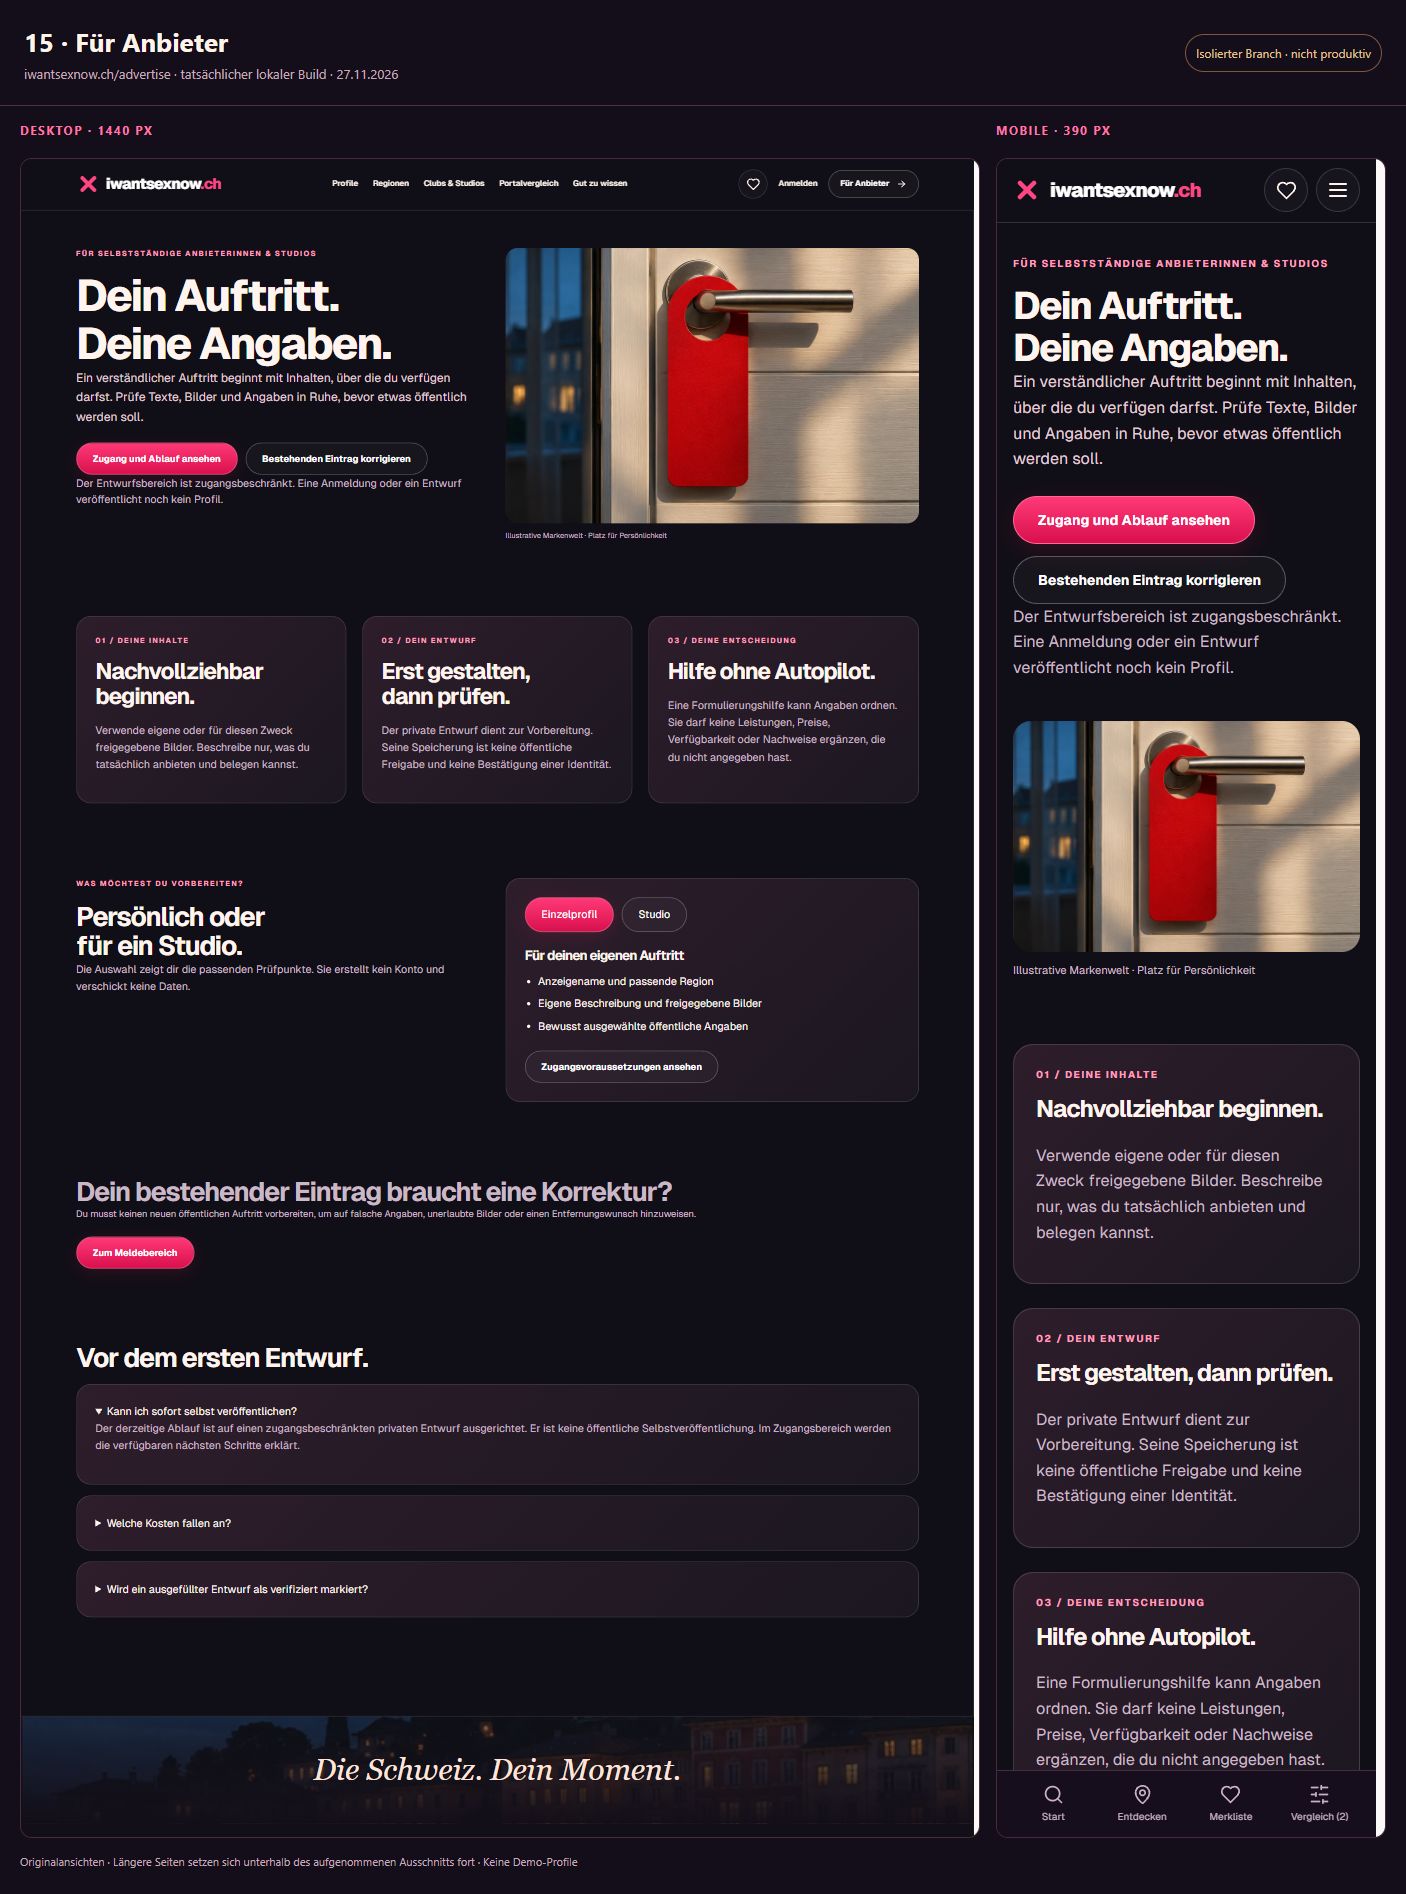 15 · Für Anbieter
iwantsexnow.ch/advertise · tatsächlicher lokaler Build · 27.11.2026
Isolierter Branch · nicht produktiv
DESKTOP · 1440 PX
iwantsexnow.ch
Profile
Regionen
Clubs & Studios
Portalvergleich
Gut zu wissen
Anmelden
Für Anbieter →
FÜR SELBSTSTÄNDIGE ANBIETERINNEN & STUDIOS
Dein Auftritt.
Deine Angaben.
Ein verständlicher Auftritt beginnt mit Inhalten, über die du verfügen
darfst. Prüfe Texte, Bilder und Angaben in Ruhe, bevor etwas öffentlich
werden soll.
Zugang und Ablauf ansehen
Bestehenden Eintrag korrigieren
Der Entwurfsbereich ist zugangsbeschränkt. Eine Anmeldung oder ein Entwurf
veröffentlicht noch kein Profil.
Illustrative Markenwelt · Platz für Persönlichkeit
01 / DEINE INHALTE
Nachvollziehbar
beginnen.
Verwende eigene oder für diesen Zweck
freigegebene Bilder. Beschreibe nur, was du
tatsächlich anbieten und belegen kannst.
02 / DEIN ENTWURF
Erst gestalten,
dann prüfen.
Der private Entwurf dient zur Vorbereitung.
Seine Speicherung ist keine öffentliche
Freigabe und keine Bestätigung einer Identität.
03 / DEINE ENTSCHEIDUNG
Hilfe ohne Autopilot.
Eine Formulierungshilfe kann Angaben ordnen.
Sie darf keine Leistungen, Preise,
Verfügbarkeit oder Nachweise ergänzen, die
du nicht angegeben hast.
WAS MÖCHTEST DU VORBEREITEN?
Persönlich oder
für ein Studio.
Die Auswahl zeigt dir die passenden Prüfpunkte. Sie erstellt kein Konto und
verschickt keine Daten.
Einzelprofil
Studio
Für deinen eigenen Auftritt
• Anzeigename und passende Region
• Eigene Beschreibung und freigegebene Bilder
• Bewusst ausgewählte öffentliche Angaben
Zugangsvoraussetzungen ansehen
Dein bestehender Eintrag braucht eine Korrektur?
Du musst keinen neuen öffentlichen Auftritt vorbereiten, um auf falsche Angaben, unerlaubte Bilder oder einen Entfernungswunsch hinzuweisen.
Zum Meldebereich
Vor dem ersten Entwurf.
▼ Kann ich sofort selbst veröffentlichen?
Der derzeitige Ablauf ist auf einen zugangsbeschränkten privaten Entwurf ausgerichtet. Er ist keine öffentliche Selbstveröffentlichung. Im Zugangsbereich werden
die verfügbaren nächsten Schritte erklärt.
▶ Welche Kosten fallen an?
▶ Wird ein ausgefüllter Entwurf als verifiziert markiert?
Die Schweiz. Dein Moment.
MOBILE · 390 PX
iwantsexnow.ch
FÜR SELBSTSTÄNDIGE ANBIETERINNEN & STUDIOS
Dein Auftritt.
Deine Angaben.
Ein verständlicher Auftritt beginnt mit Inhalten,
über die du verfügen darfst. Prüfe Texte, Bilder
und Angaben in Ruhe, bevor etwas öffentlich
werden soll.
Zugang und Ablauf ansehen
Bestehenden Eintrag korrigieren
Der Entwurfsbereich ist zugangsbeschränkt.
Eine Anmeldung oder ein Entwurf
veröffentlicht noch kein Profil.
Illustrative Markenwelt · Platz für Persönlichkeit
01 / DEINE INHALTE
Nachvollziehbar beginnen.
Verwende eigene oder für diesen
Zweck freigegebene Bilder. Beschreibe
nur, was du tatsächlich anbieten und
belegen kannst.
02 / DEIN ENTWURF
Erst gestalten, dann prüfen.
Der private Entwurf dient zur
Vorbereitung. Seine Speicherung ist
keine öffentliche Freigabe und keine
Bestätigung einer Identität.
03 / DEINE ENTSCHEIDUNG
Hilfe ohne Autopilot.
Eine Formulierungshilfe kann Angaben
ordnen. Sie darf keine Leistungen,
Preise, Verfügbarkeit oder Nachweise
ergänzen, die du nicht angegeben hast.
Start
Entdecken
Merkliste
Vergleich (2)
Originalansichten · Längere Seiten setzen sich unterhalb des aufgenommenen Ausschnitts fort · Keine Demo-Profile